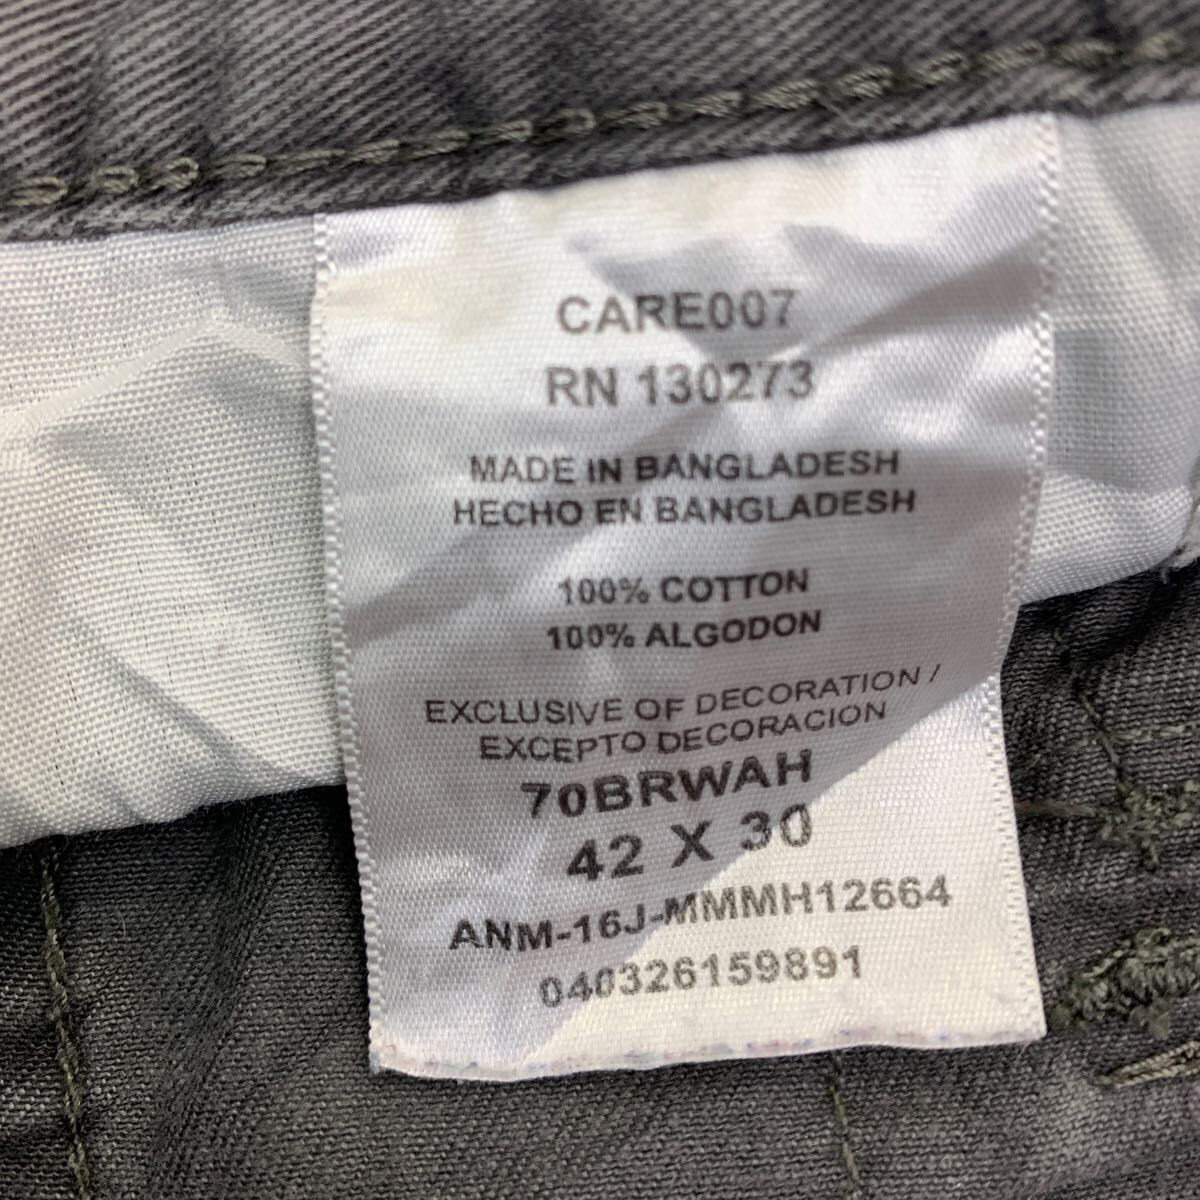 CARE007
RN 130273
MADE IN BANGLADESH
HECHO EN BANGLADESH
100% COTTON
100% ALGODON
EXCLUSIVE OF DECORATION /
EXCEPTO DECORACION
70BRWAH
42 X 30
ANM-16J-MMMH12664
040326159891